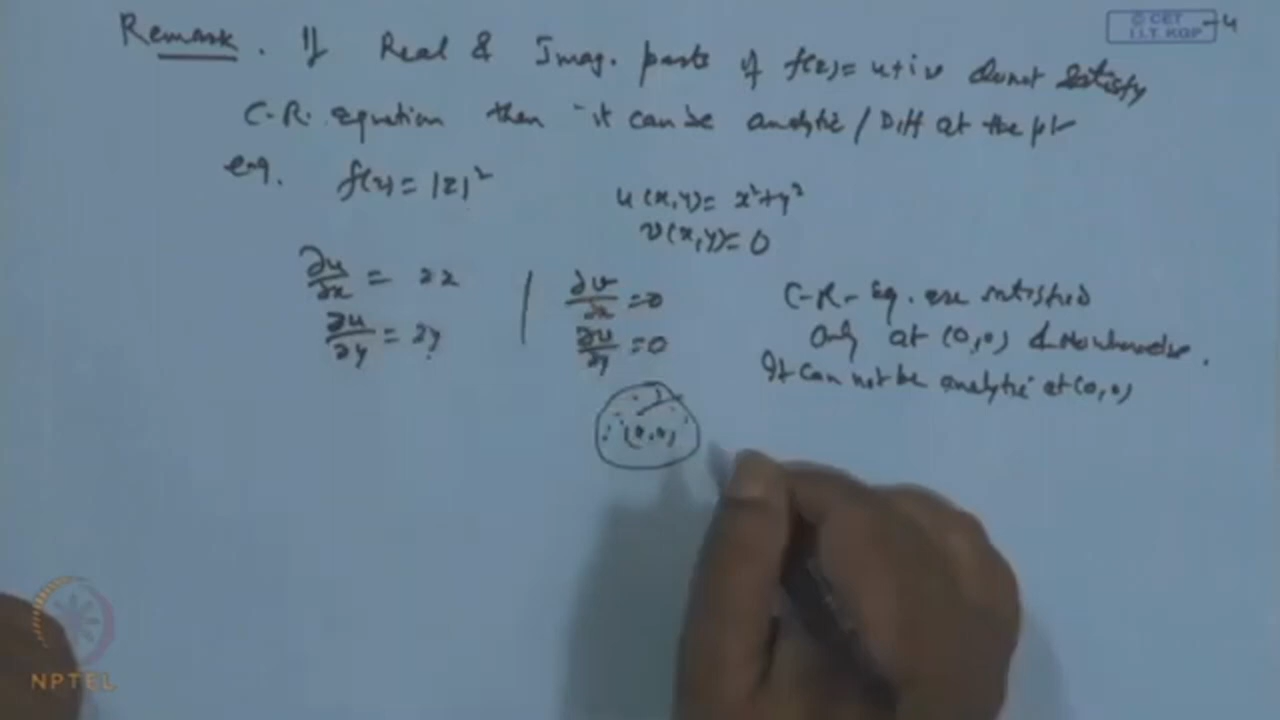 © CET
I.I.T. KGP -4
Remark. If Real & Imag. parts of f(z) = u+iv donot satisfy
C-R. equation then it can be analytic / Diff at the pt
eg. f(z) = |z|²
u(x,y) = x²+y²
v(x,y) = 0
∂u/∂x = 2x | ∂v/∂x = 0
∂u/∂y = 2y ∂v/∂y = 0
C-R- Eq. are satisfied
Only at (0,0) & Nowhere else.
It can not be analytic at (0,0)
(0,0)
NPTEL